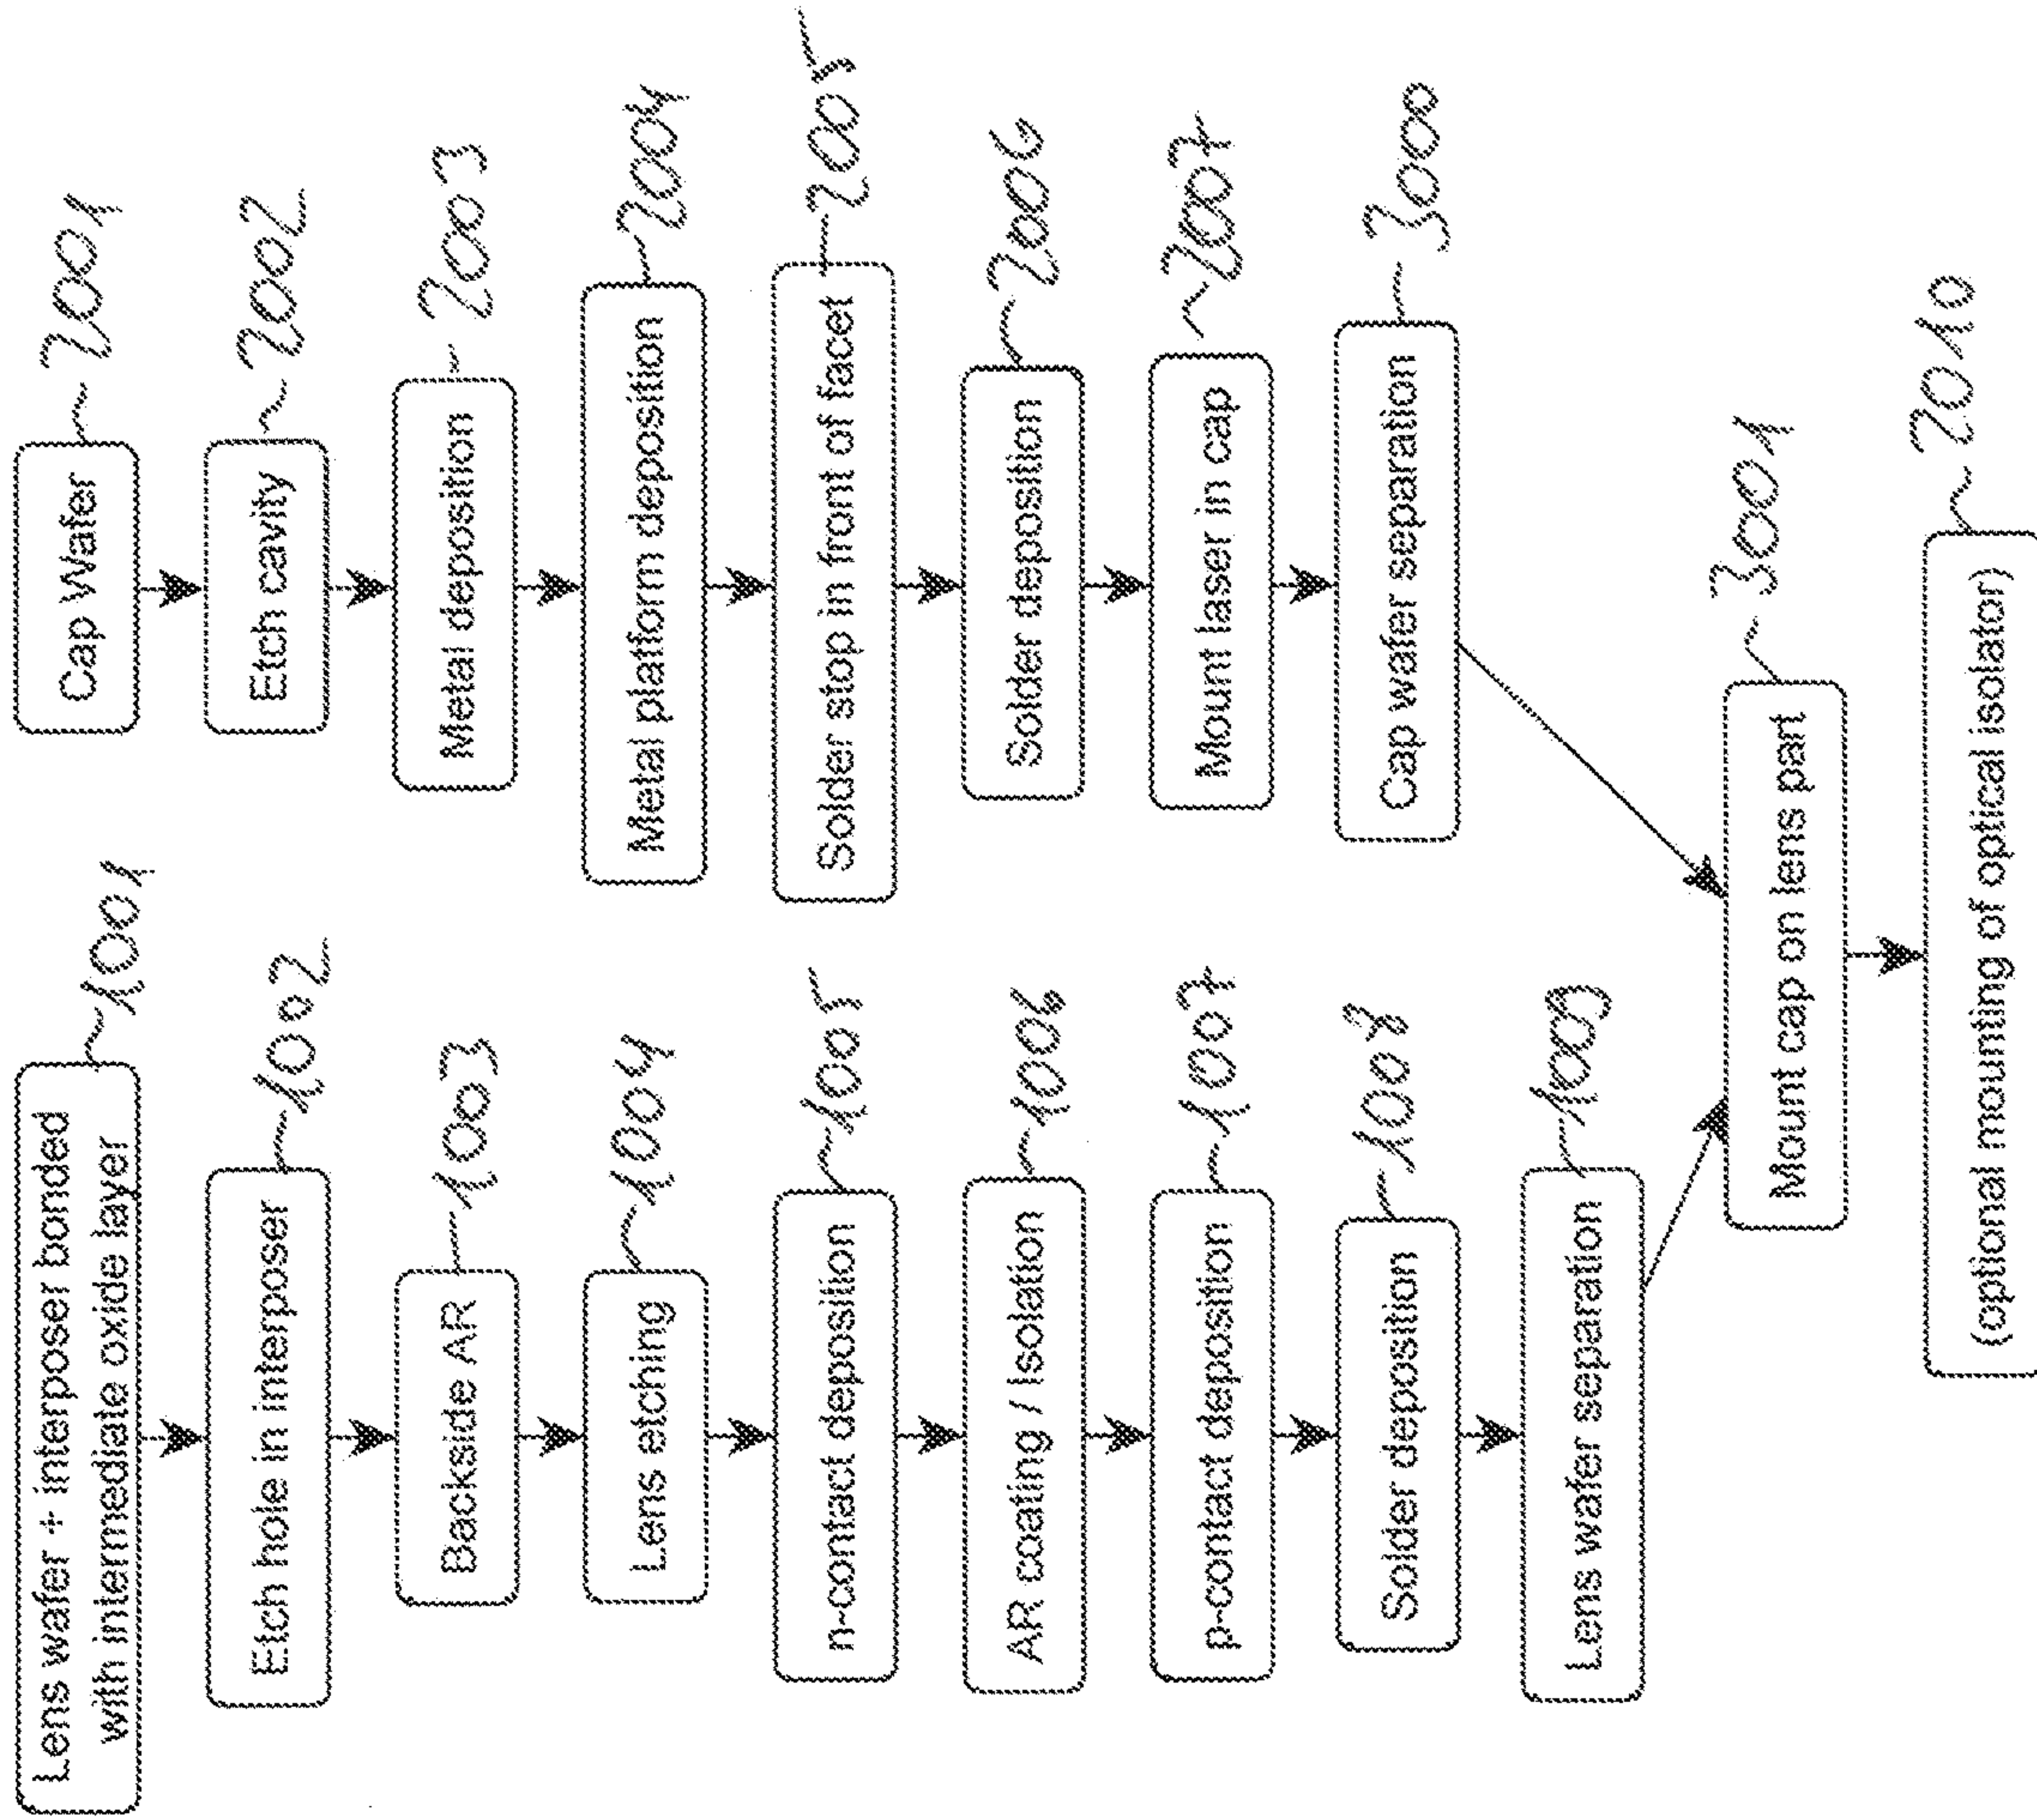 Lens wafer + interposer bonded
with intermediate oxide layer
1001
Etch hole in interposer
1002
Backside AR
1003
Lens etching
1004
n-contact deposition
1005
AR coating / Isolation
1006
p-contact deposition
1007
Solder deposition
1008
Lens wafer separation
1009
Cap Wafer
2001
Etch cavity
2002
Metal deposition
2003
Metal platform deposition
2004
Solder stop in front of facet
2005
Solder deposition
2006
Mount laser in cap
2007
Cap wafer separation
3000
Mount cap on lens part
3001
(optional mounting of optical isolator)
2010